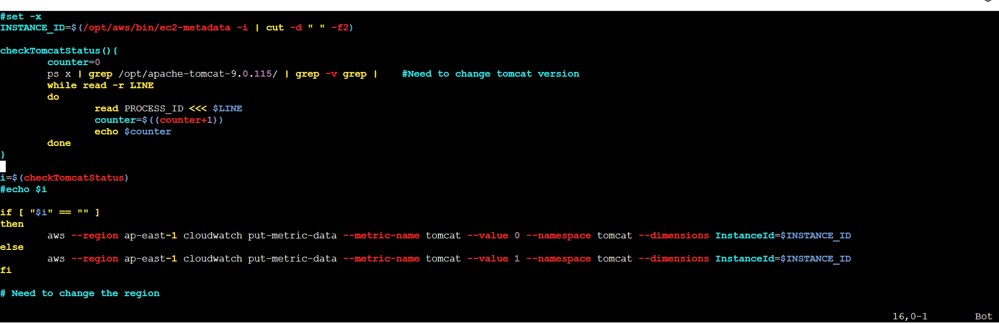 #set -x
INSTANCE_ID=$(/opt/aws/bin/ec2-metadata -i | cut -d " " -f2)
checkTomcatStatus(){
counter=0
ps x | grep /opt/apache-tomcat-9.0.115/ | grep -v grep |    #Need to change tomcat version
while read -r LINE
do
read PROCESS_ID <<< $LINE
counter=$((counter+1))
echo $counter
done
}
i=$(checkTomcatStatus)
#echo $i
if [ "$i" == "" ]
then
aws --region ap-east-1 cloudwatch put-metric-data --metric-name tomcat --value 0 --namespace tomcat --dimensions InstanceId=$INSTANCE_ID
else
aws --region ap-east-1 cloudwatch put-metric-data --metric-name tomcat --value 1 --namespace tomcat --dimensions InstanceId=$INSTANCE_ID
fi
# Need to change the region
16,0-1    Bot